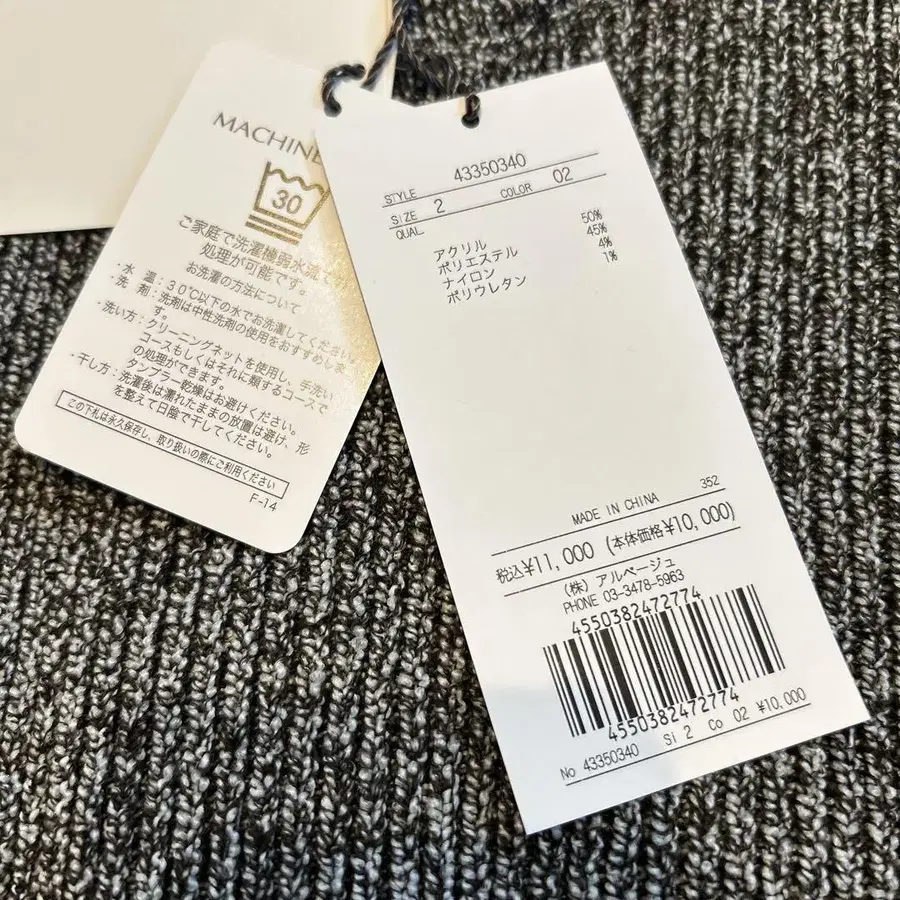 MACHINE
30
ご家庭で洗濯機弱水流での
処理が可能です。
お洗濯の方法について
・水 温：30℃以下の水でお洗濯してください。
・洗 剤：洗剤は中性洗剤の使用をおすすめしま
す。
・洗い方：クリーニングネットを使用し、手洗い
コースもしくはそれに類するコースで
の処理ができます。
タンブラー乾燥はお避けください。
・干し方：洗濯後は濡れたままの放置は避け、形
を整えて日陰で干してください。
この下札は永久保存し、取り扱いの際にご利用ください
F-14
STYLE 43350340
SIZE 2 COLOR 02
QUAL
アクリル 50%
ポリエステル 45%
ナイロン 4%
ポリウレタン 1%
352
MADE IN CHINA
税込¥11,000 (本体価格¥10,000)
(株) アルページュ
PHONE 03-3478-5963
4550382472774
4550382472774
No 43350340 Si 2 Co 02 ¥10,000